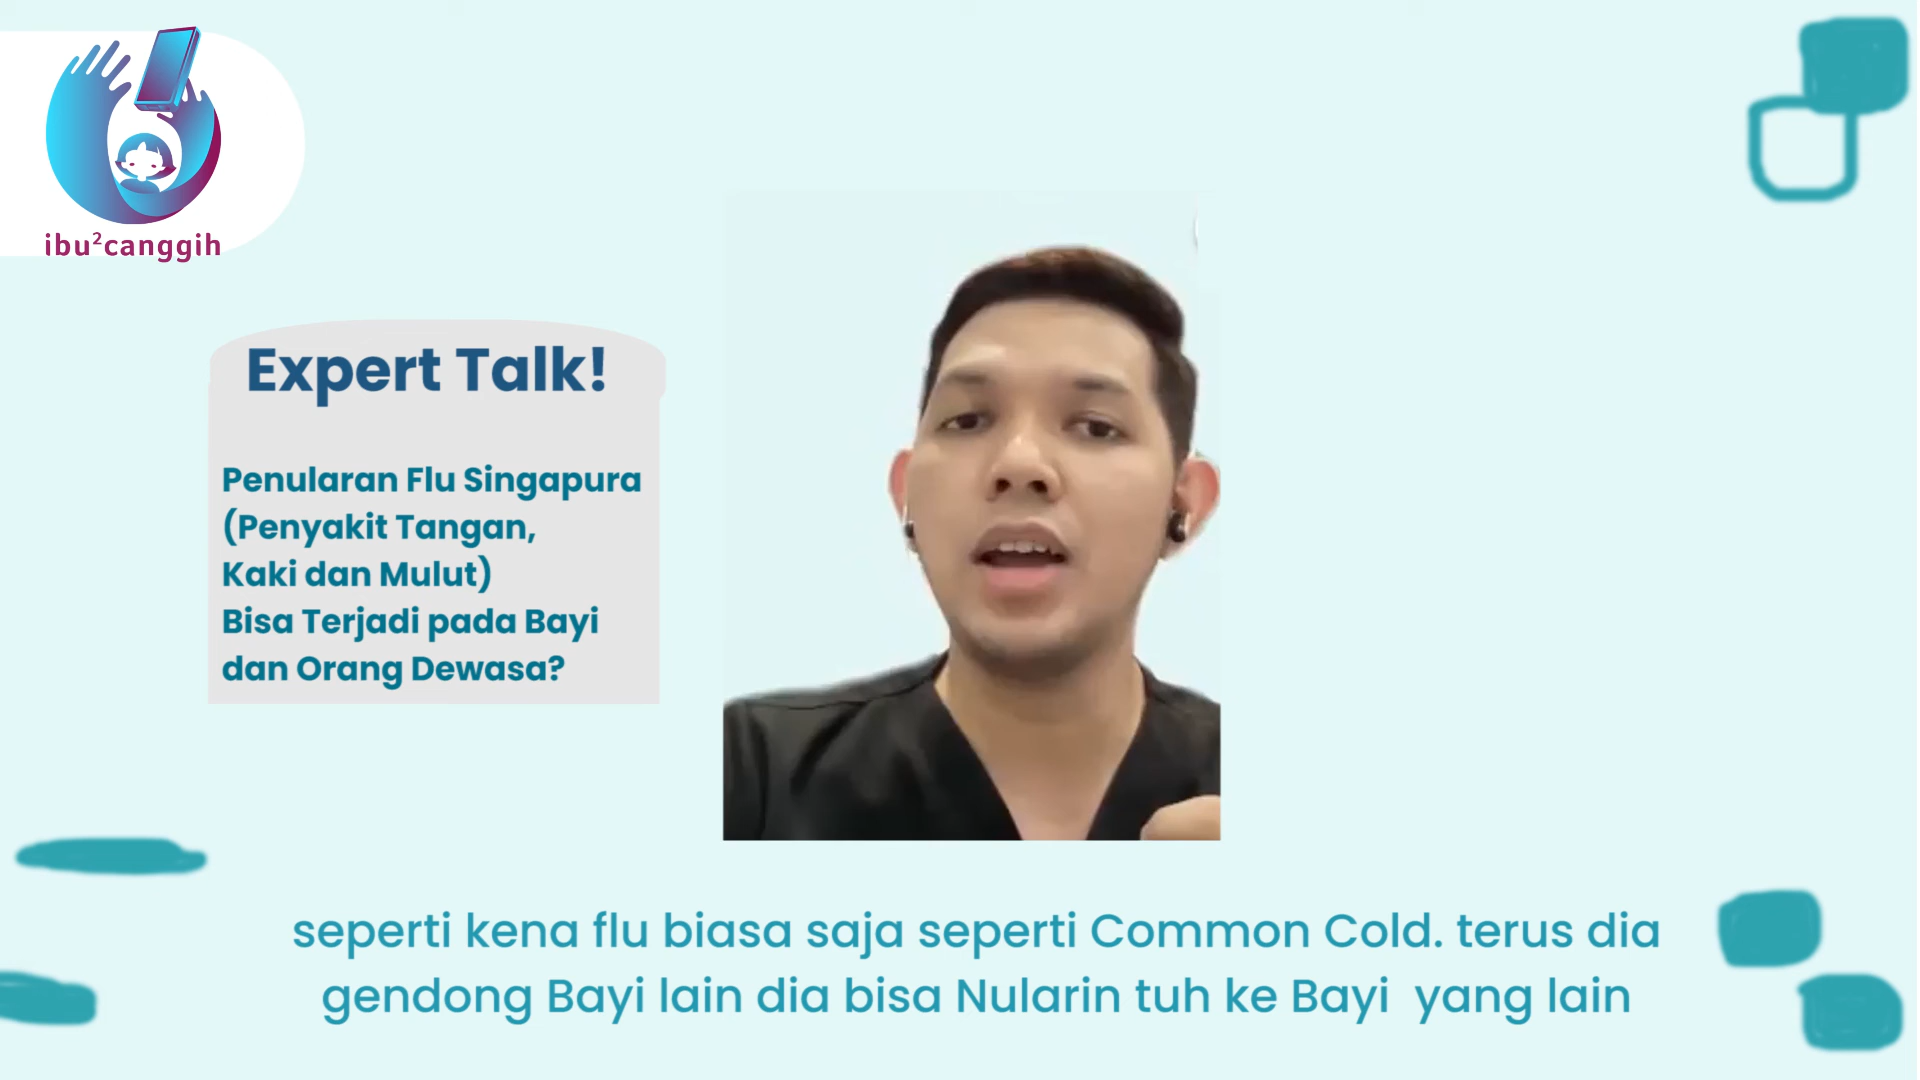 ibu²canggih
Expert Talk!
Penularan Flu Singapura
(Penyakit Tangan,
Kaki dan Mulut)
Bisa Terjadi pada Bayi
dan Orang Dewasa?
seperti kena flu biasa saja seperti Common Cold. terus dia
gendong Bayi lain dia bisa Nularin tuh ke Bayi  yang lain